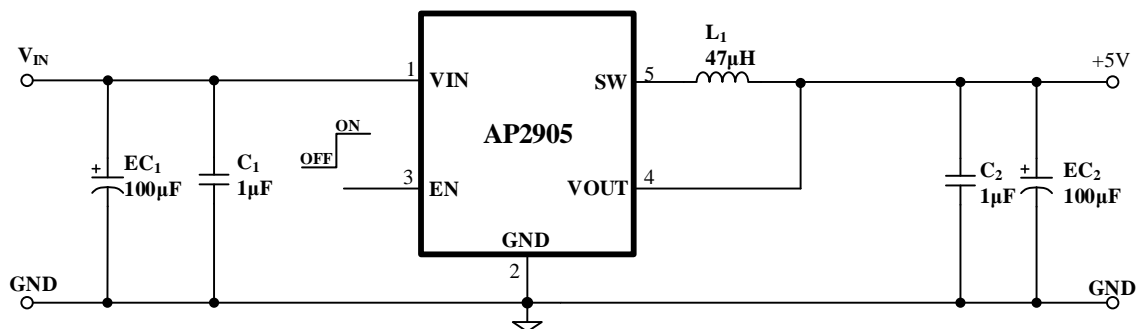 L₁
47μH
V_IN
1
VIN
SW
5
+5V
ON
OFF
AP2905
EC₁
100μF
C₁
1μF
3
EN
VOUT
4
C₂
1μF
EC₂
100μF
+
+
GND
2
GND
GND